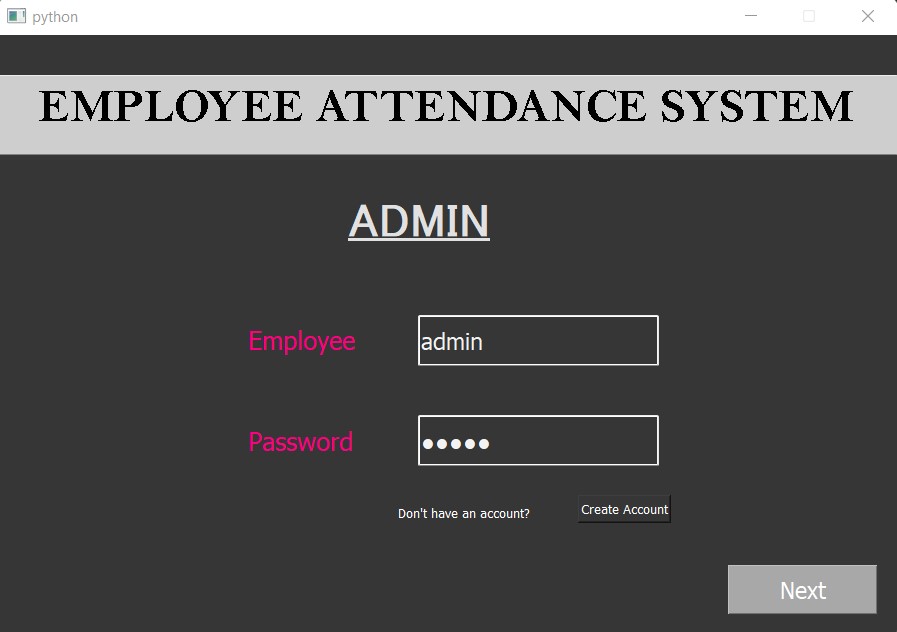 python
EMPLOYEE ATTENDANCE SYSTEM
ADMIN
Employee
admin
Password
●●●●●
Don't have an account?
Create Account
Next